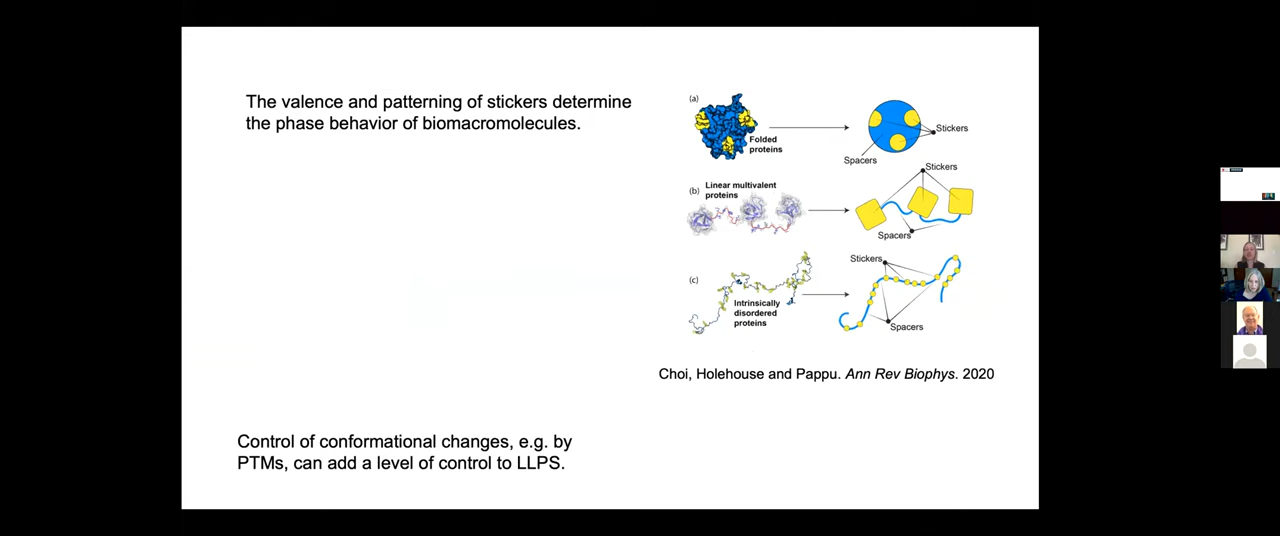 The valence and patterning of stickers determine
the phase behavior of biomacromolecules.
(a)
Folded
proteins
Stickers
Spacers
(b)
Linear multivalent
proteins
Stickers
Spacers
(c)
Intrinsically
disordered
proteins
Stickers
Spacers
Choi, Holehouse and Pappu. Ann Rev Biophys. 2020
Control of conformational changes, e.g. by
PTMs, can add a level of control to LLPS.